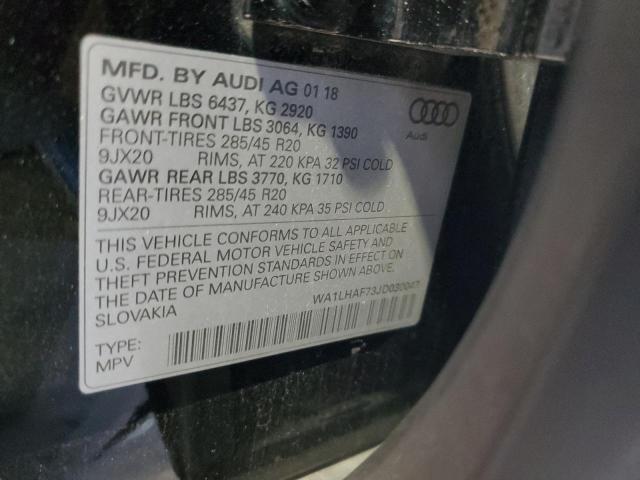 MFD. BY AUDI AG 01 18
GVWR LBS 6437, KG 2920
GAWR FRONT LBS 3064, KG 1390
FRONT-TIRES 285/45 R20
9JX20 RIMS, AT 220 KPA 32 PSI COLD
GAWR REAR LBS 3770, KG 1710
REAR-TIRES 285/45 R20
9JX20 RIMS, AT 240 KPA 35 PSI COLD
Audi
THIS VEHICLE CONFORMS TO ALL APPLICABLE
U.S. FEDERAL MOTOR VEHICLE SAFETY AND
THEFT PREVENTION STANDARDS IN EFFECT ON
THE DATE OF MANUFACTURE SHOWN ABOVE.
SLOVAKIA
WA1LHAF73JD030047
TYPE:
MPV